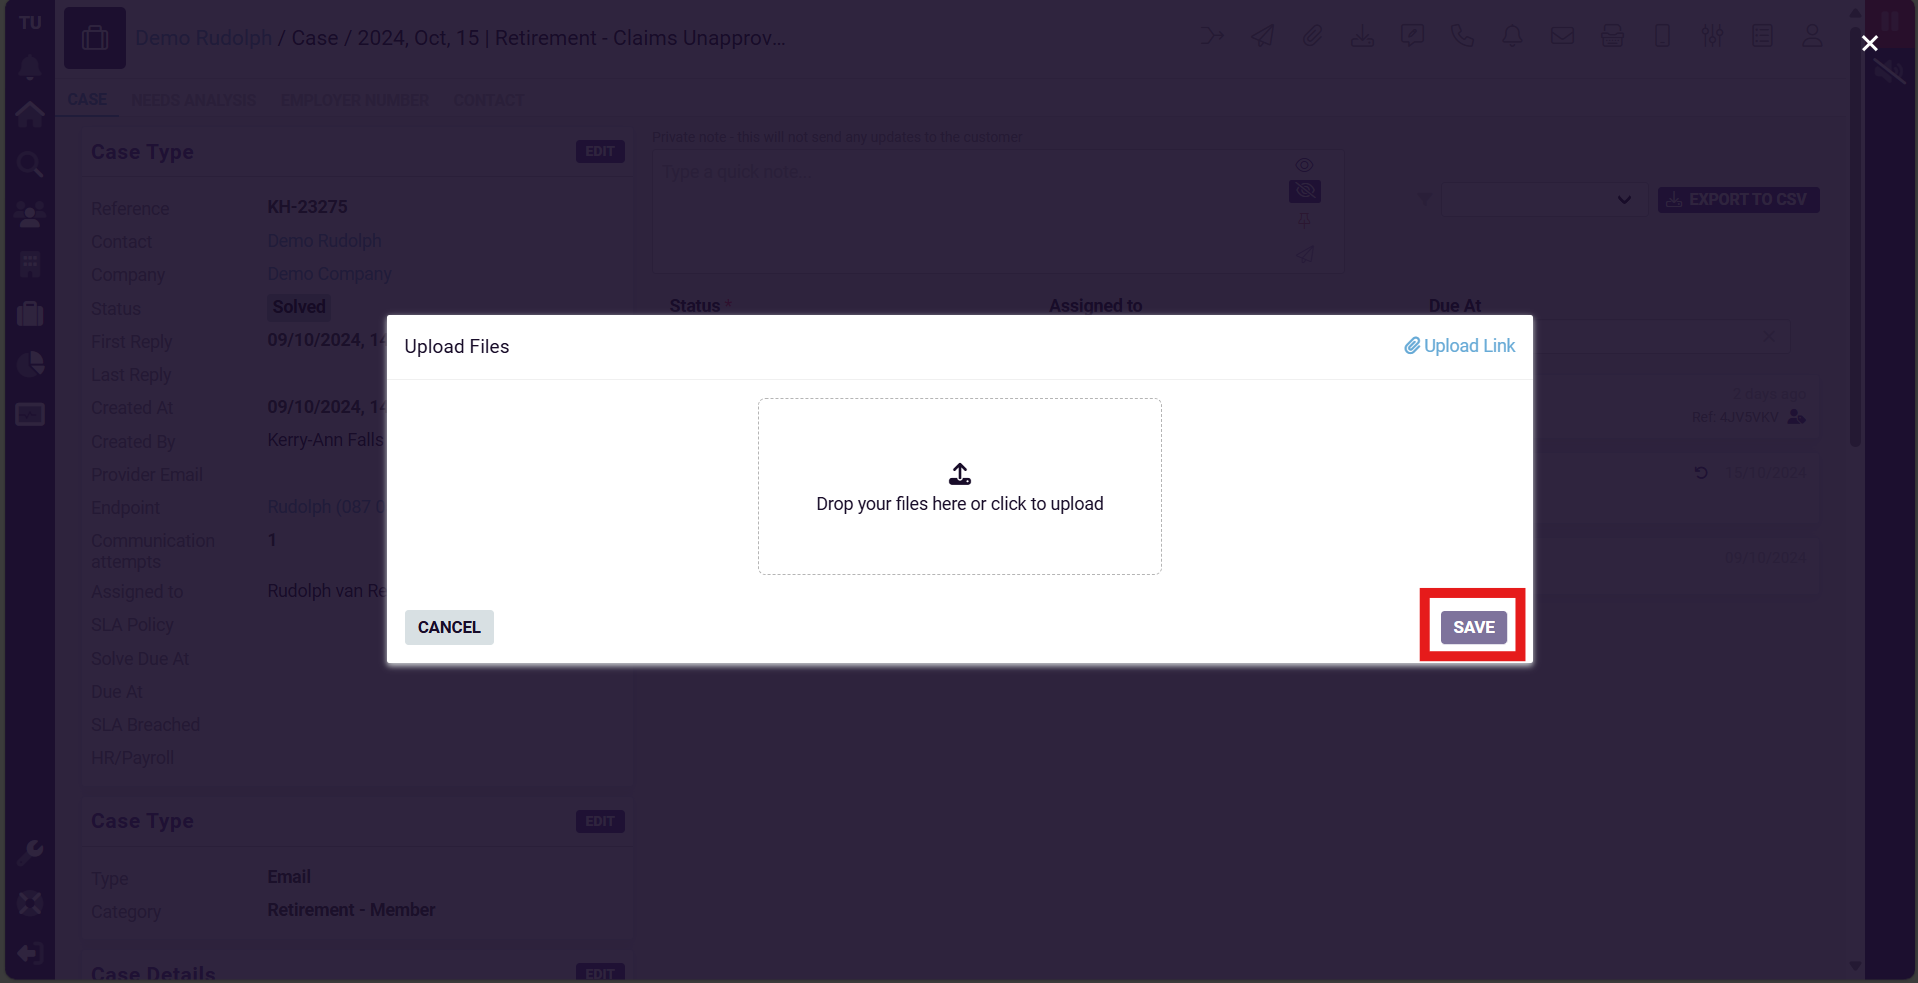 TU
Demo Rudolph / Case / 2024, Oct, 15 | Retirement - Claims Unapprov...
CASE NEEDS ANALYSIS EMPLOYER NUMBER CONTACT
Case Type EDIT
Reference KH-23275
Contact Demo Rudolph
Company Demo Company
Status Solved
First Reply 09/10/2024, 14
Last Reply
Created At 09/10/2024, 14
Created By Kerry-Ann Falls
Provider Email
Endpoint Rudolph (087 0
Communication attempts 1
Assigned to Rudolph van Re
SLA Policy
Solve Due At
Due At
SLA Breached
HR/Payroll
Case Type EDIT
Type Email
Category Retirement - Member
Case Details EDIT
Private note - this will not send any updates to the customer
Type a quick note...
EXPORT TO CSV
Status * Assigned to Due At
2 days ago
Ref: 4JV5VKV
15/10/2024
09/10/2024
Upload Files
Upload Link
Drop your files here or click to upload
CANCEL
SAVE